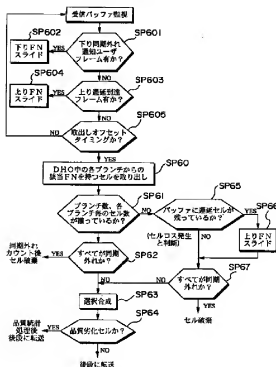 受信バッファ監視
SP602
SP601
下りFN
スライド
YES
下り同期外れ
通知ユーザ
フレーム有か?
NO
SP604
SP603
上りFN
スライド
YES
上り遅延到達
フレーム有か?
NO
SP605
NO
取出しオフセット
タイミングか?
YES
SP60
DHO中の各ブランチからの
該当FNを持つセルを取り出し
SP61
SP65
ブランチ数、各
ブランチ毎のセル数
が揃っているか?
NO
バッファに遅延セルが
残っているか?
YES
SP66
YES
(セルロス発生
と判断)
NO
上りFN
スライド
同期外れ
カウント後
セル破棄
YES
すべてが同期
外れか?
SP62
SP67
NO
NO
すべてが同期
外れか?
SP63
選択合成
YES
セル破棄
SP64
品質統計
処理後
後段に転送
YES
品質劣化セルか?
NO
後段に転送